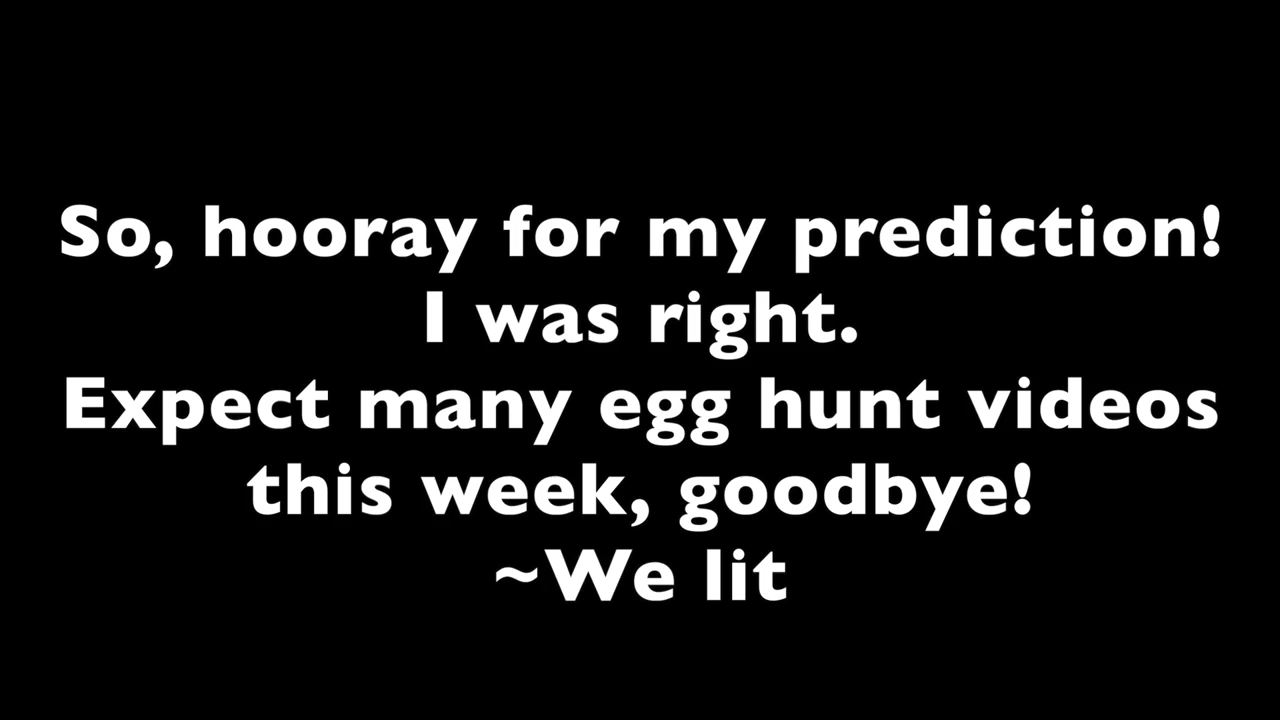 So, hooray for my prediction!
I was right.
Expect many egg hunt videos
this week, goodbye!
~We lit